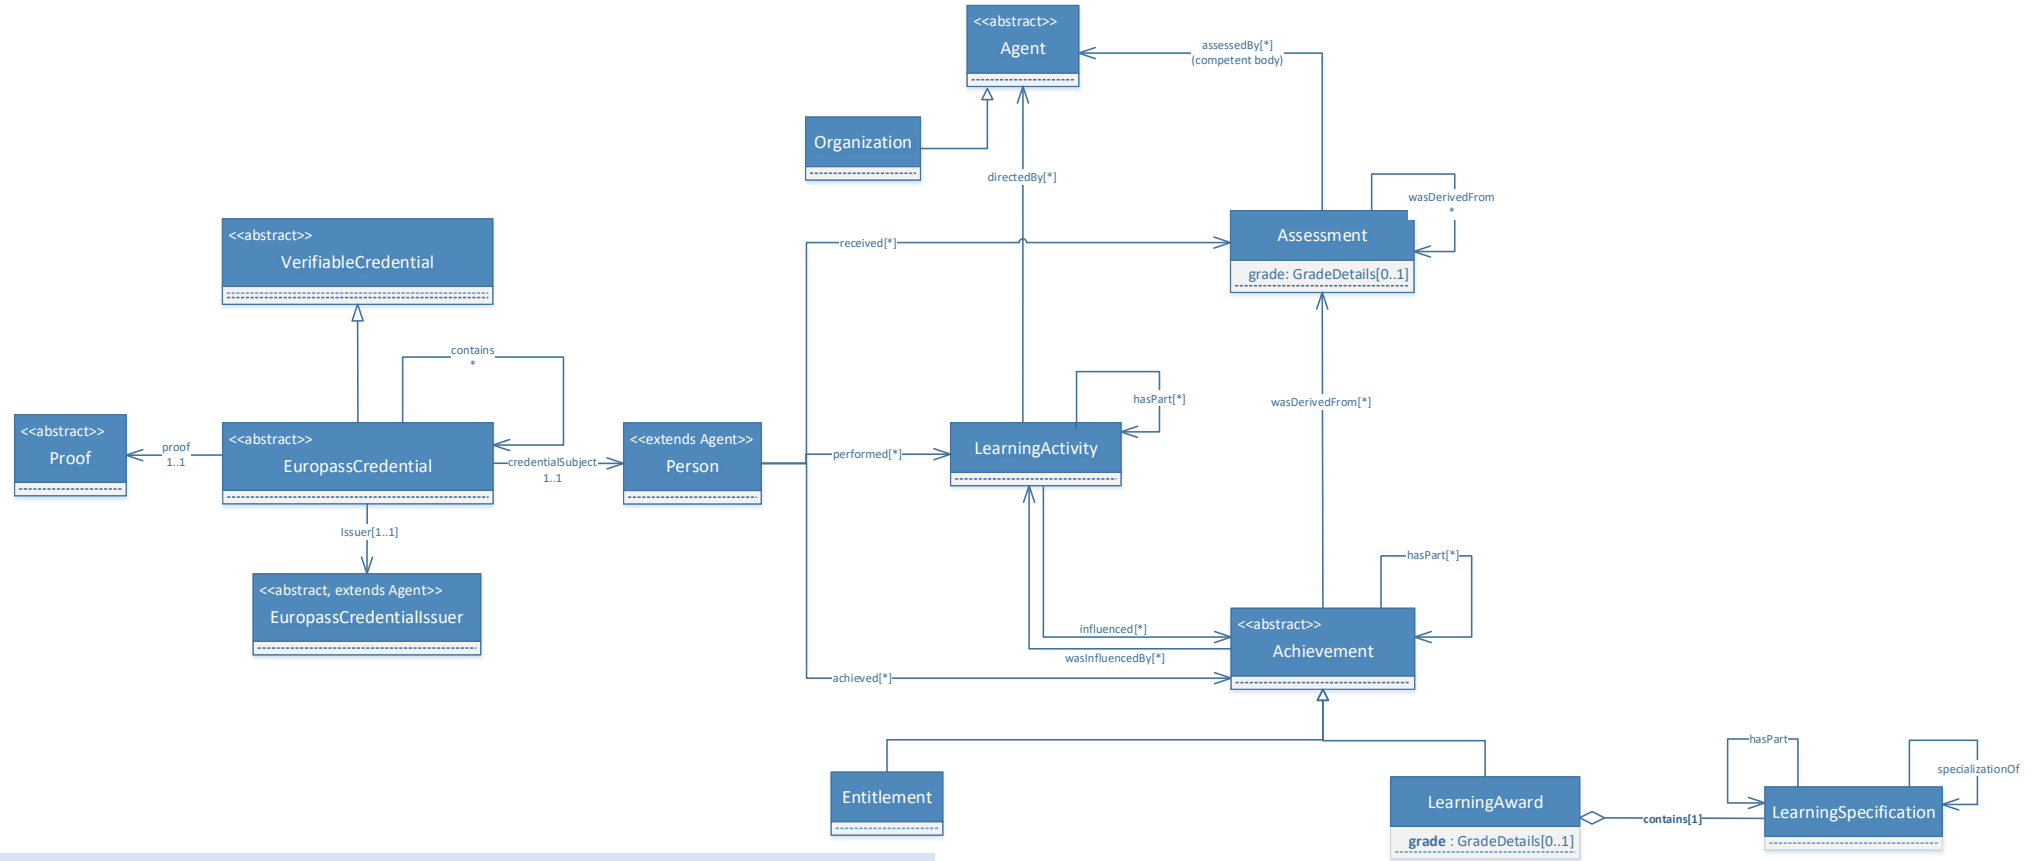 <<abstract>>
Agent
assessedBy[*]
(competent body)
Organization
directedBy[*]
wasDerivedFrom
*
<<abstract>>
VerifiableCredential
received[*]
Assessment
grade: GradeDetails[0..1]
contains
*
hasPart[*]
wasDerivedFrom[*]
<<abstract>>
Proof
proof
1..1
<<abstract>>
EuropassCredential
credentialSubject
1..1
<<extends Agent>>
Person
performed[*]
LearningActivity
Issuer[1..1]
<<abstract, extends Agent>>
EuropassCredentialIssuer
hasPart[*]
influenced[*]
wasInfluencedBy[*]
achieved[*]
<<abstract>>
Achievement
hasPart
specializationOf
Entitlement
LearningAward
grade : GradeDetails[0..1]
contains[1]
LearningSpecification